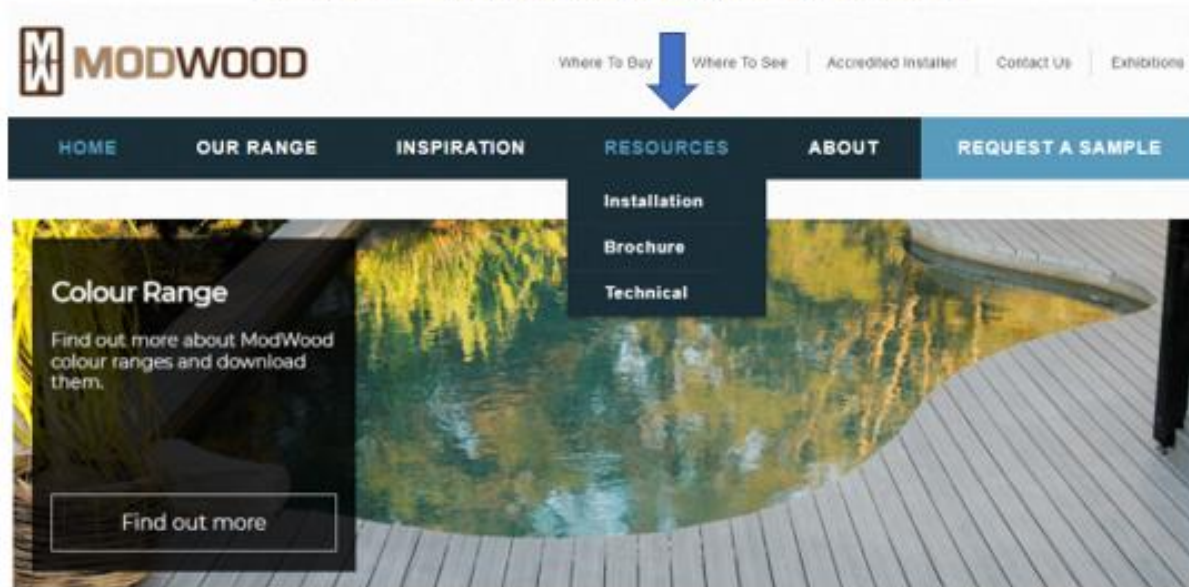 MODWOOD
Where To Buy Where To See Accredited Installer Contact Us Exhibitions
HOME OUR RANGE INSPIRATION RESOURCES ABOUT REQUEST A SAMPLE
Installation
Brochure
Technical
Colour Range
Find out more about ModWood
colour ranges and download
them.
Find out more